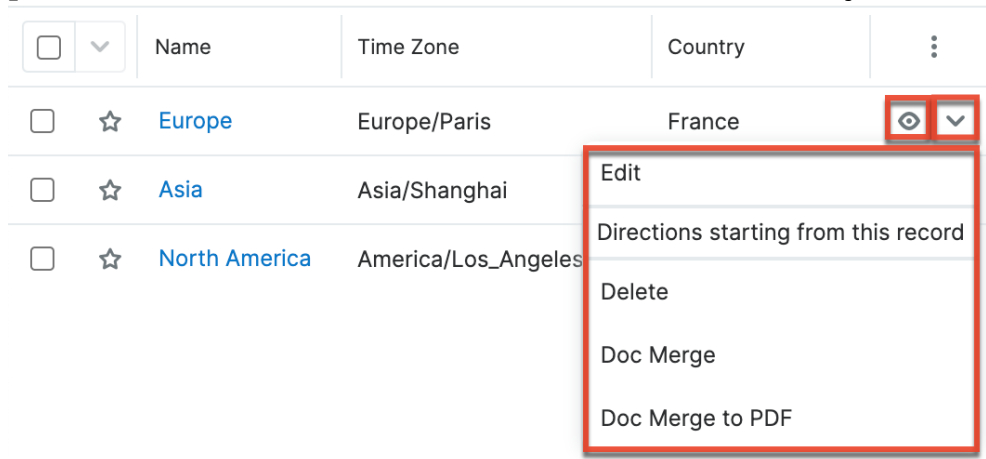 Name Time Zone Country
Europe Europe/Paris France
Edit
Asia Asia/Shanghai
Directions starting from this record
North America America/Los_Angeles
Delete
Doc Merge
Doc Merge to PDF